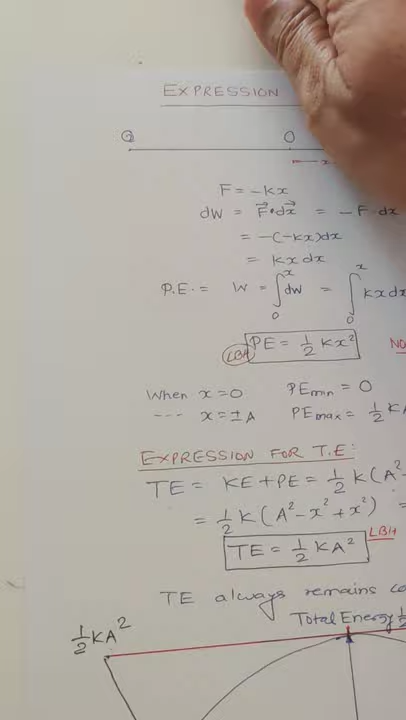 EXPRESSION
Q O
x
F = -Kx
dW = F⃗•dx⃗ = -F•dx
= -(-Kx)dx
= Kx dx
P.E. = W = ∫₀ˣ dW = ∫₀ˣ Kx dx
LBH PE = ½ Kx²
When x=0 PEmin = 0
--- x=±A PEmax = ½ KA
EXPRESSION FOR T.E:
TE = KE + PE = ½ K(A²-
= ½ K(A² - x² + x²) =
TE = ½ KA² LBH
TE always remains
Total Energy
½ KA²